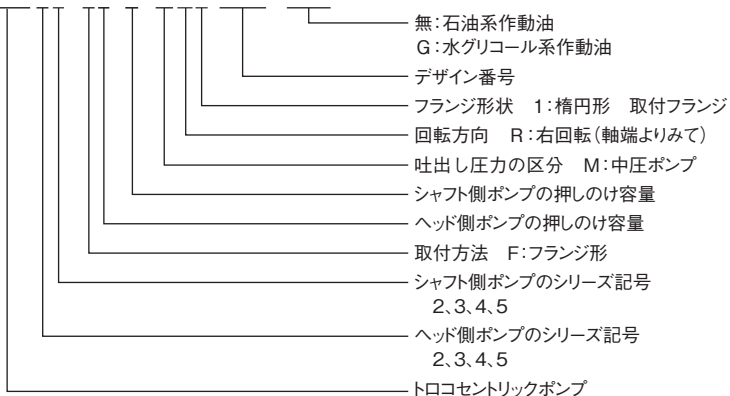 無：石油系作動油
G：水グリコール系作動油
デザイン番号
フランジ形状　1：楕円形　取付フランジ
回転方向　R：右回転（軸端よりみて）
吐出し圧力の区分　M：中圧ポンプ
シャフト側ポンプの押しのけ容量
ヘッド側ポンプの押しのけ容量
取付方法　F：フランジ形
シャフト側ポンプのシリーズ記号
2、3、4、5
ヘッド側ポンプのシリーズ記号
2、3、4、5
トロコセントリックポンプ